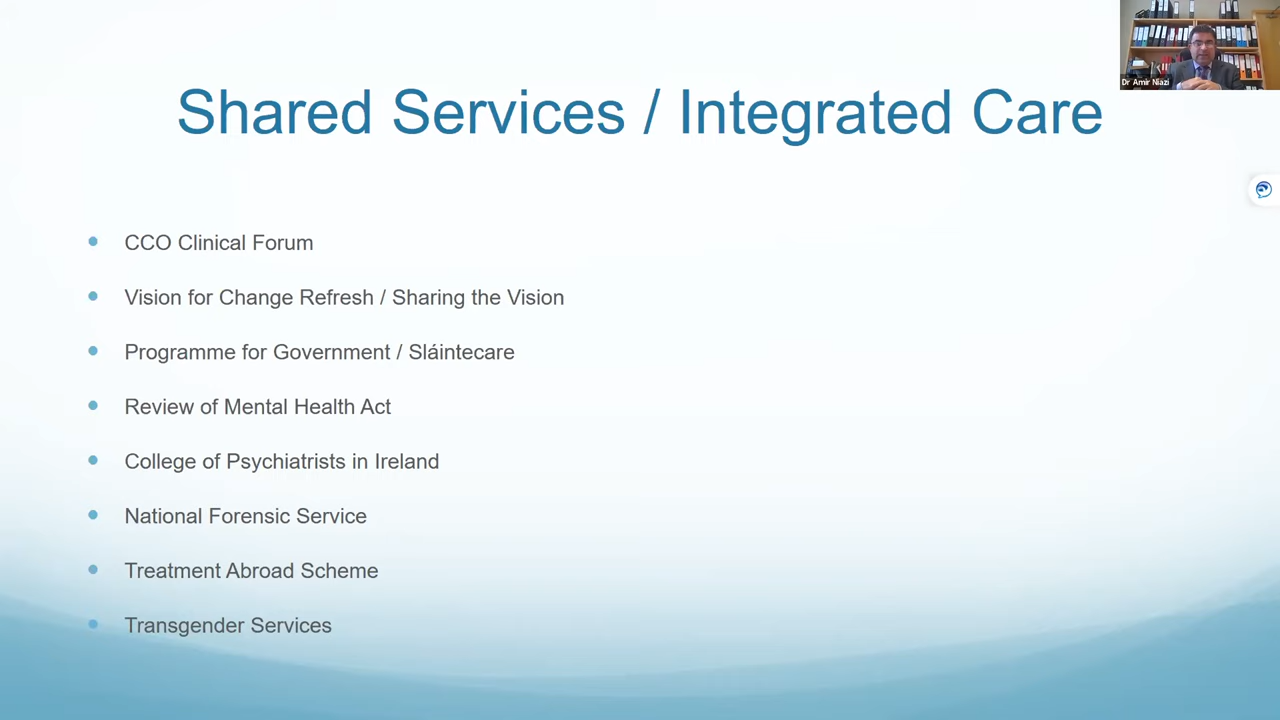 Dr Amir Niazi
Shared Services / Integrated Care
CCO Clinical Forum
Vision for Change Refresh / Sharing the Vision
Programme for Government / Sláintecare
Review of Mental Health Act
College of Psychiatrists in Ireland
National Forensic Service
Treatment Abroad Scheme
Transgender Services